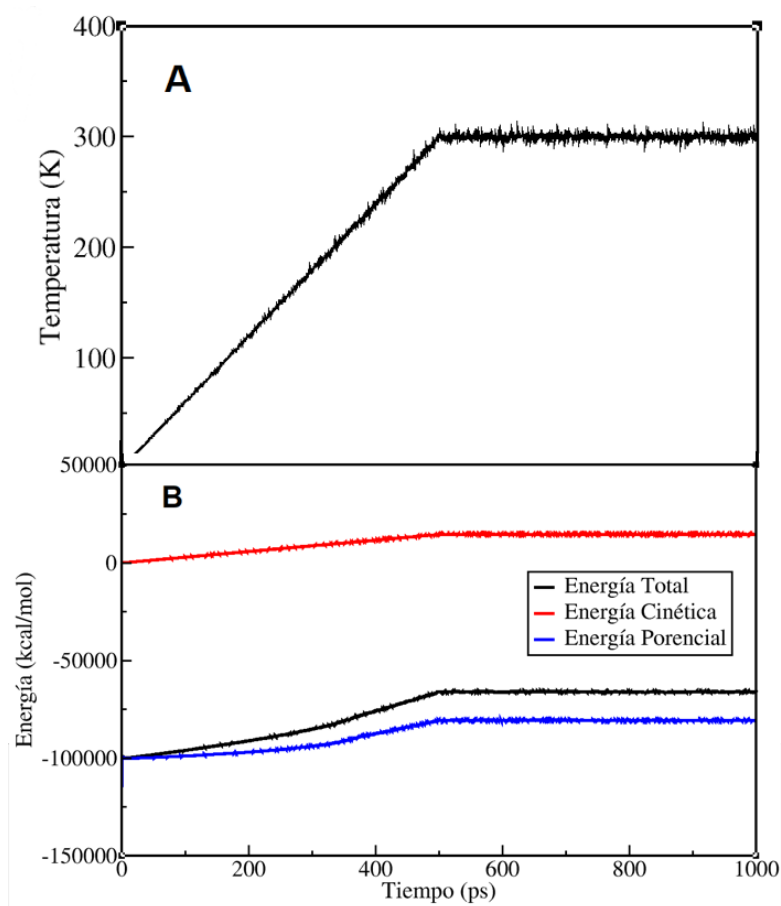 400
A
300
200
100
Temperatura (K)
50000
B
0
-50000
-100000
-150000
Energía (kcal/mol)
Energía Total
Energía Cinética
Energía Porencial
0 200 400 600 800 1000
Tiempo (ps)